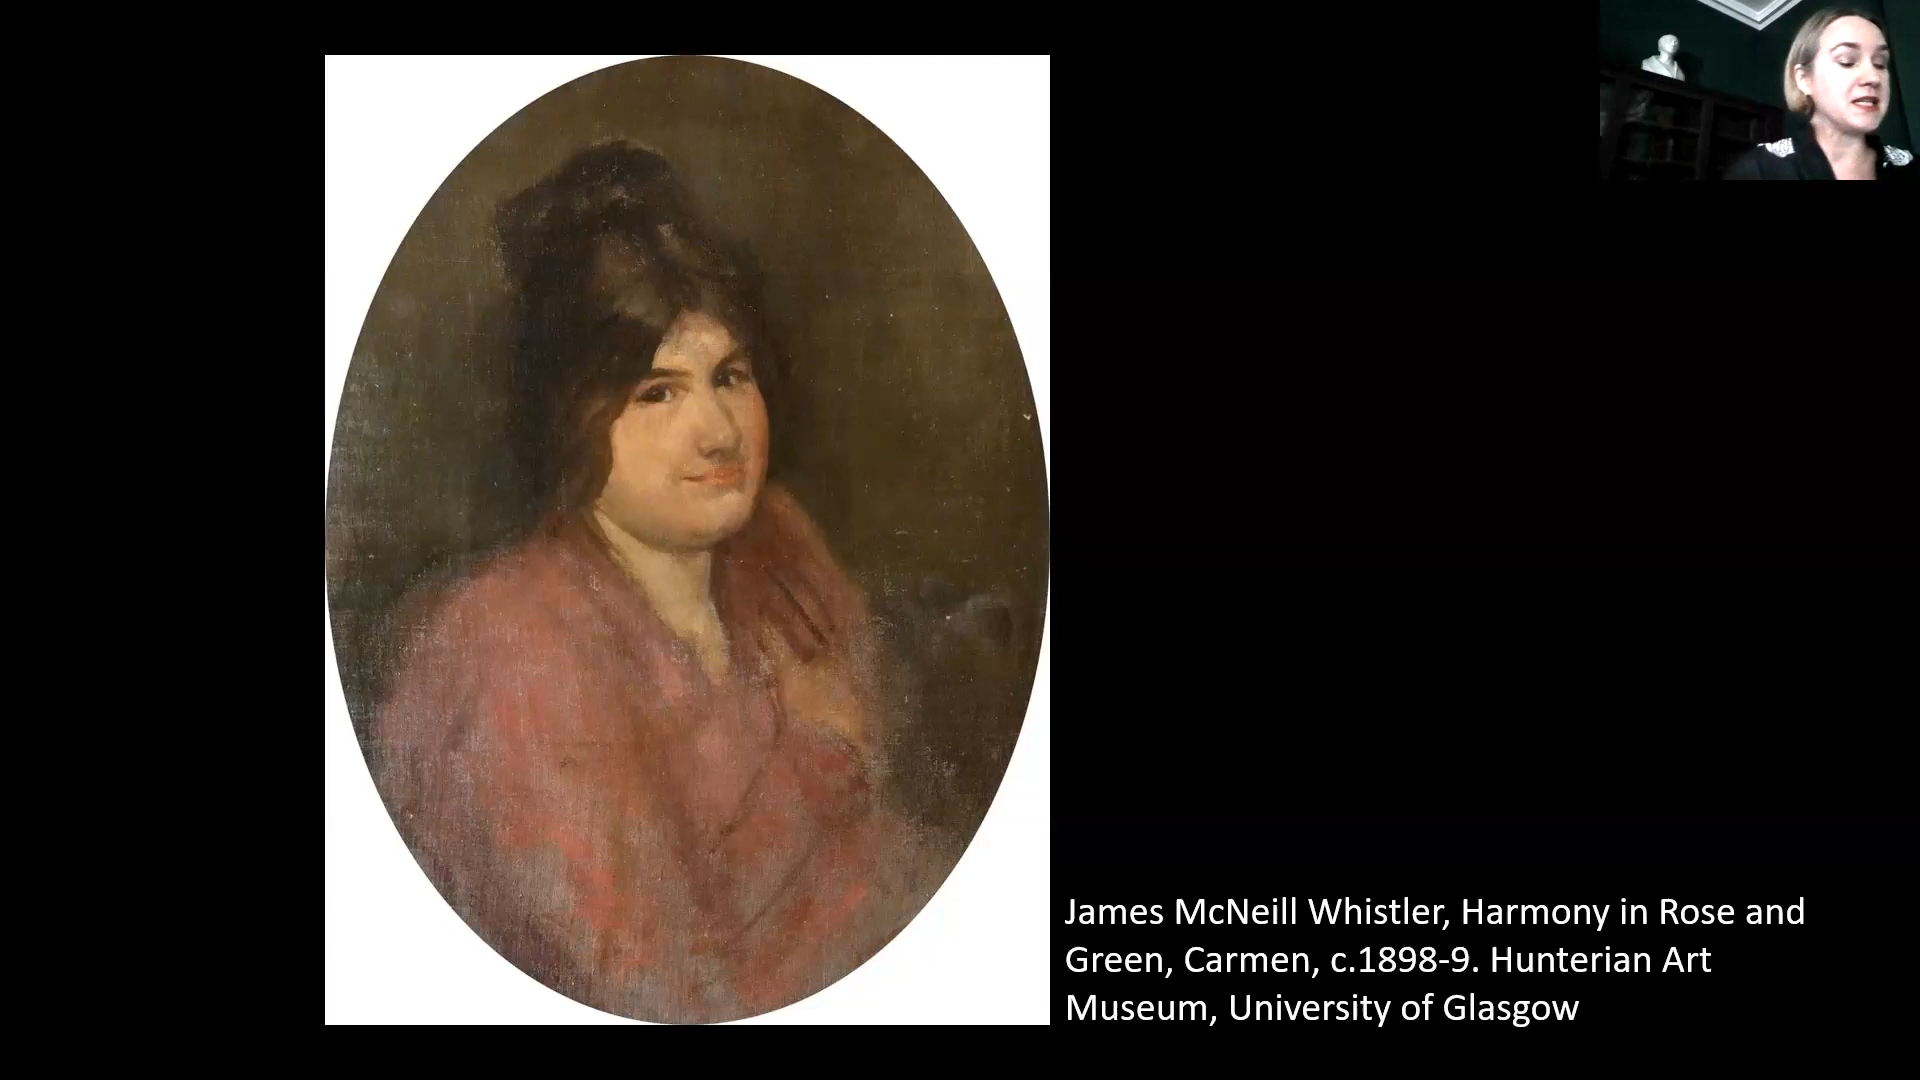 James McNeill Whistler, Harmony in Rose and
Green, Carmen, c.1898-9. Hunterian Art
Museum, University of Glasgow